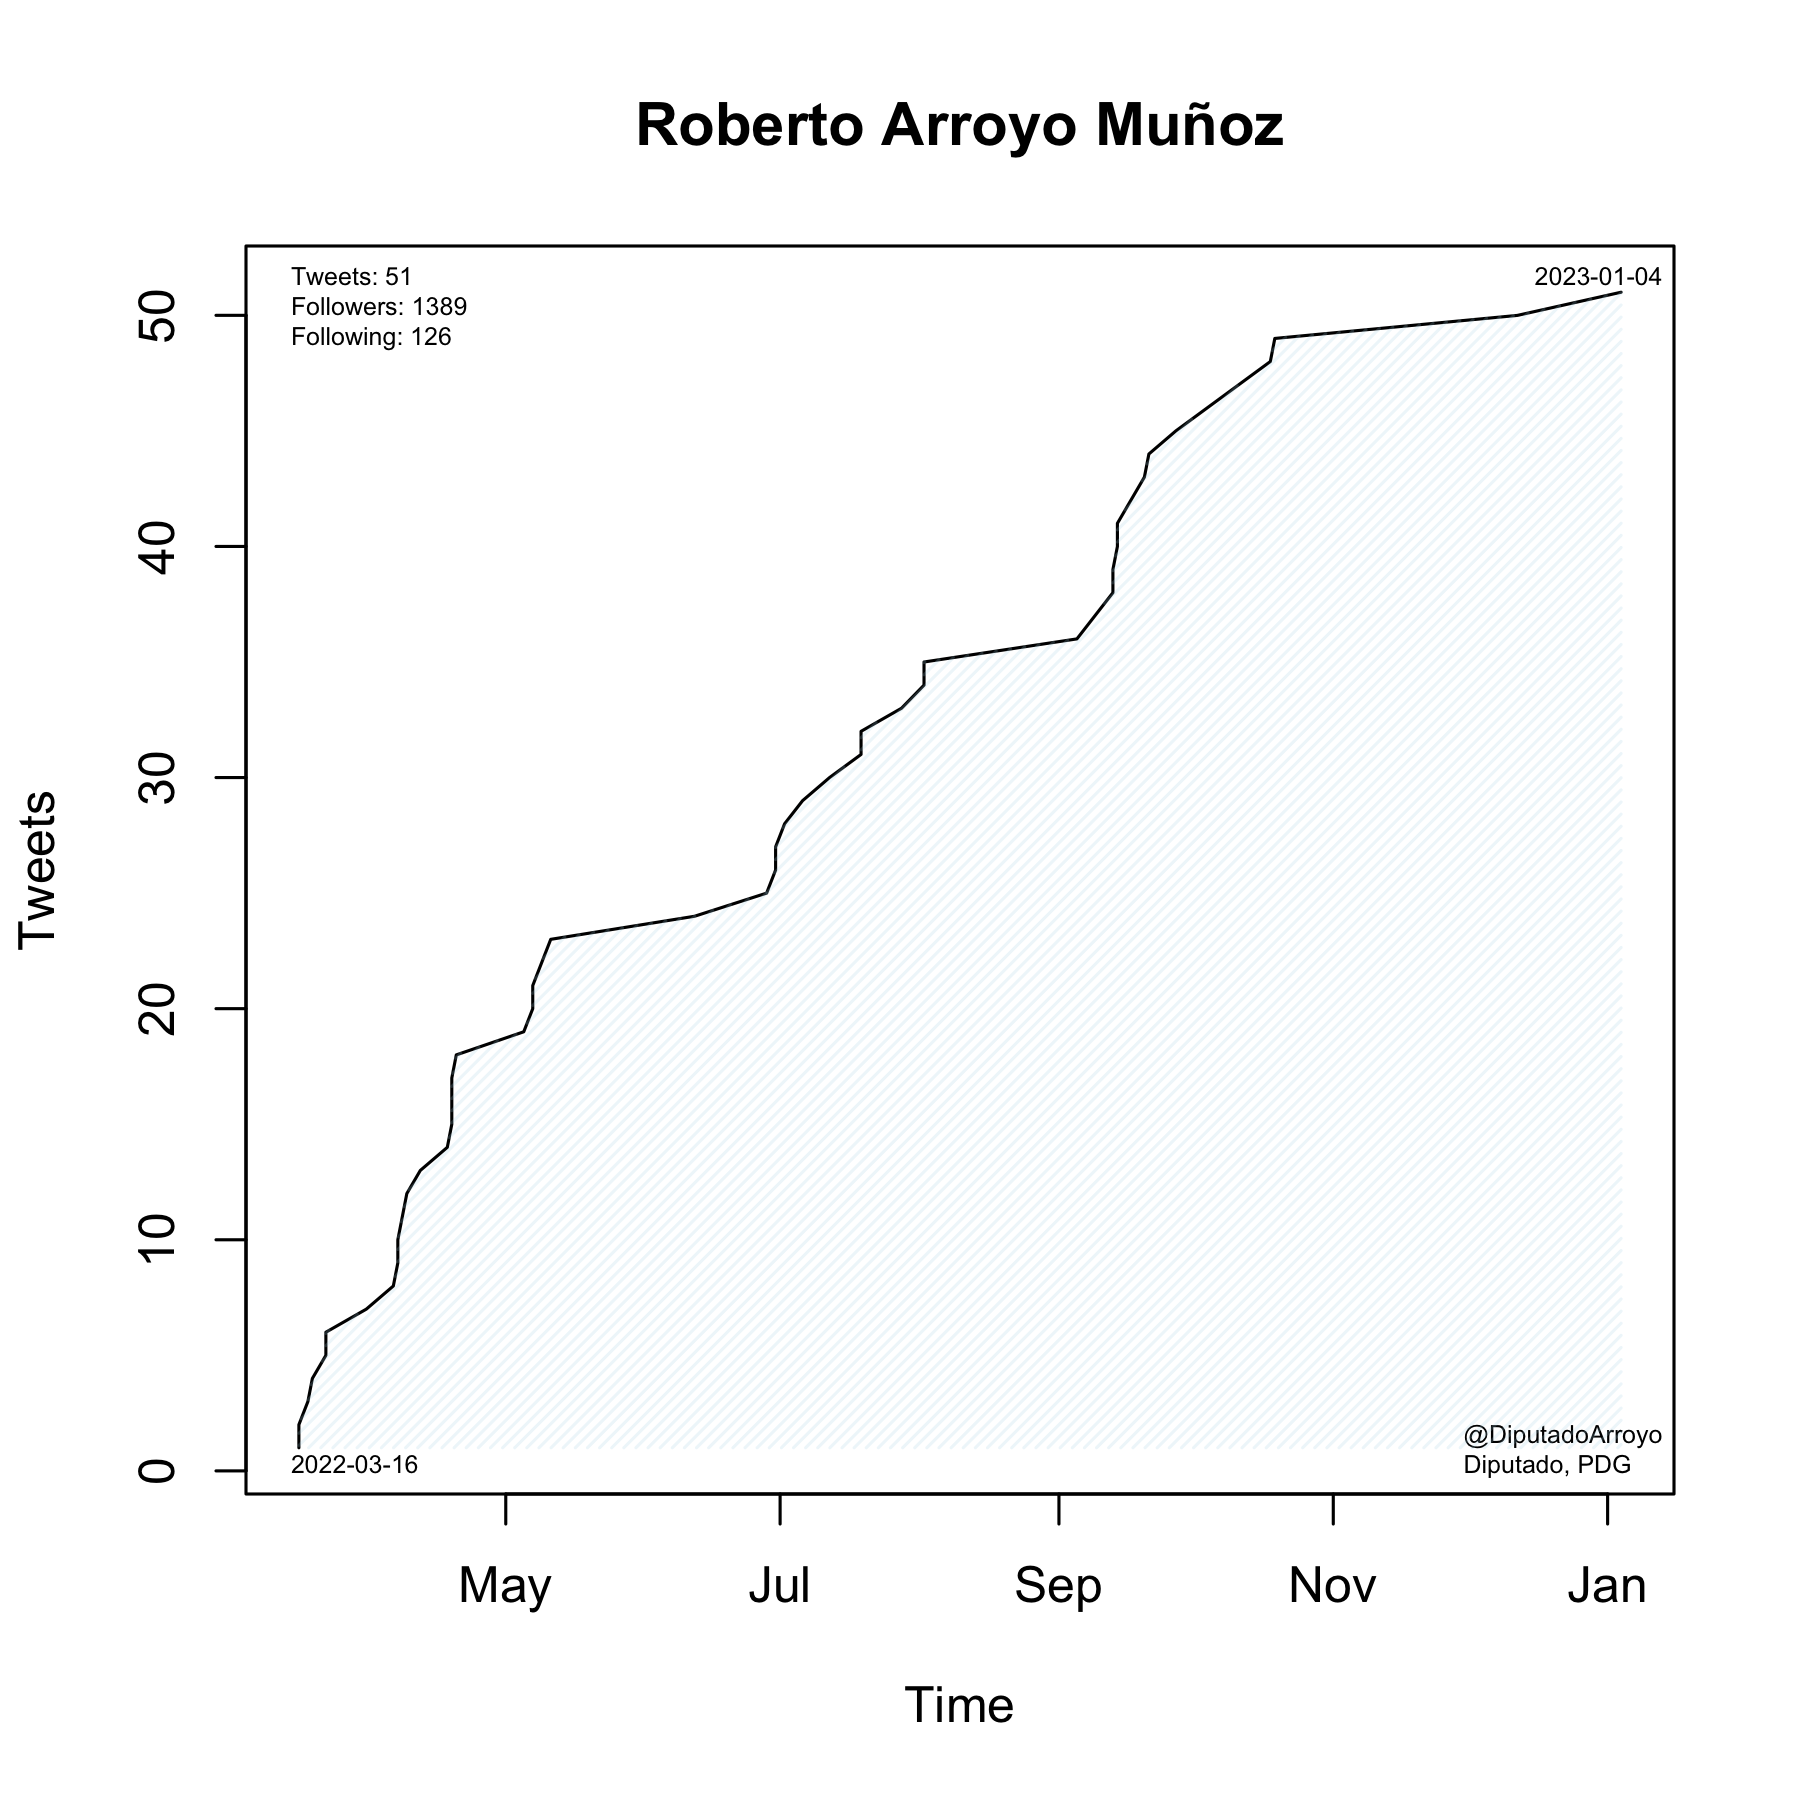 Roberto Arroyo Muñoz
Tweets: 51
Followers: 1389
Following: 126
2023-01-04
50
40
30
20
10
0
Tweets
2022-03-16
@DiputadoArroyo
Diputado, PDG
May Jul Sep Nov Jan
Time